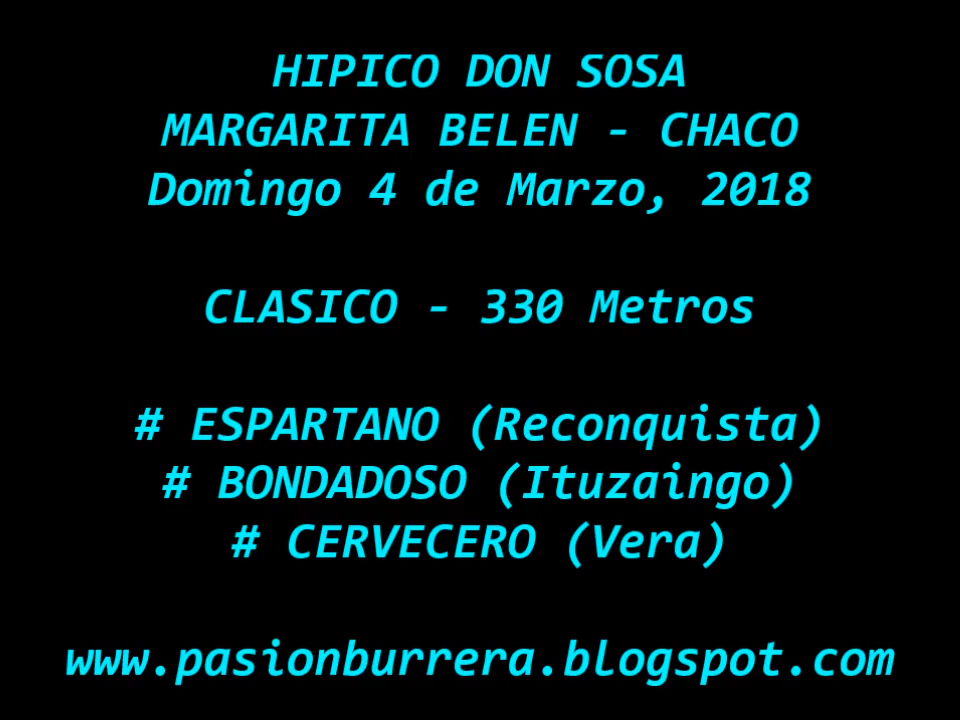 HIPICO DON SOSA
MARGARITA BELEN - CHACO
Domingo 4 de Marzo, 2018
CLASICO - 330 Metros
# ESPARTANO (Reconquista)
# BONDADOSO (Ituzaingo)
# CERVECERO (Vera)
www.pasionburrera.blogspot.com